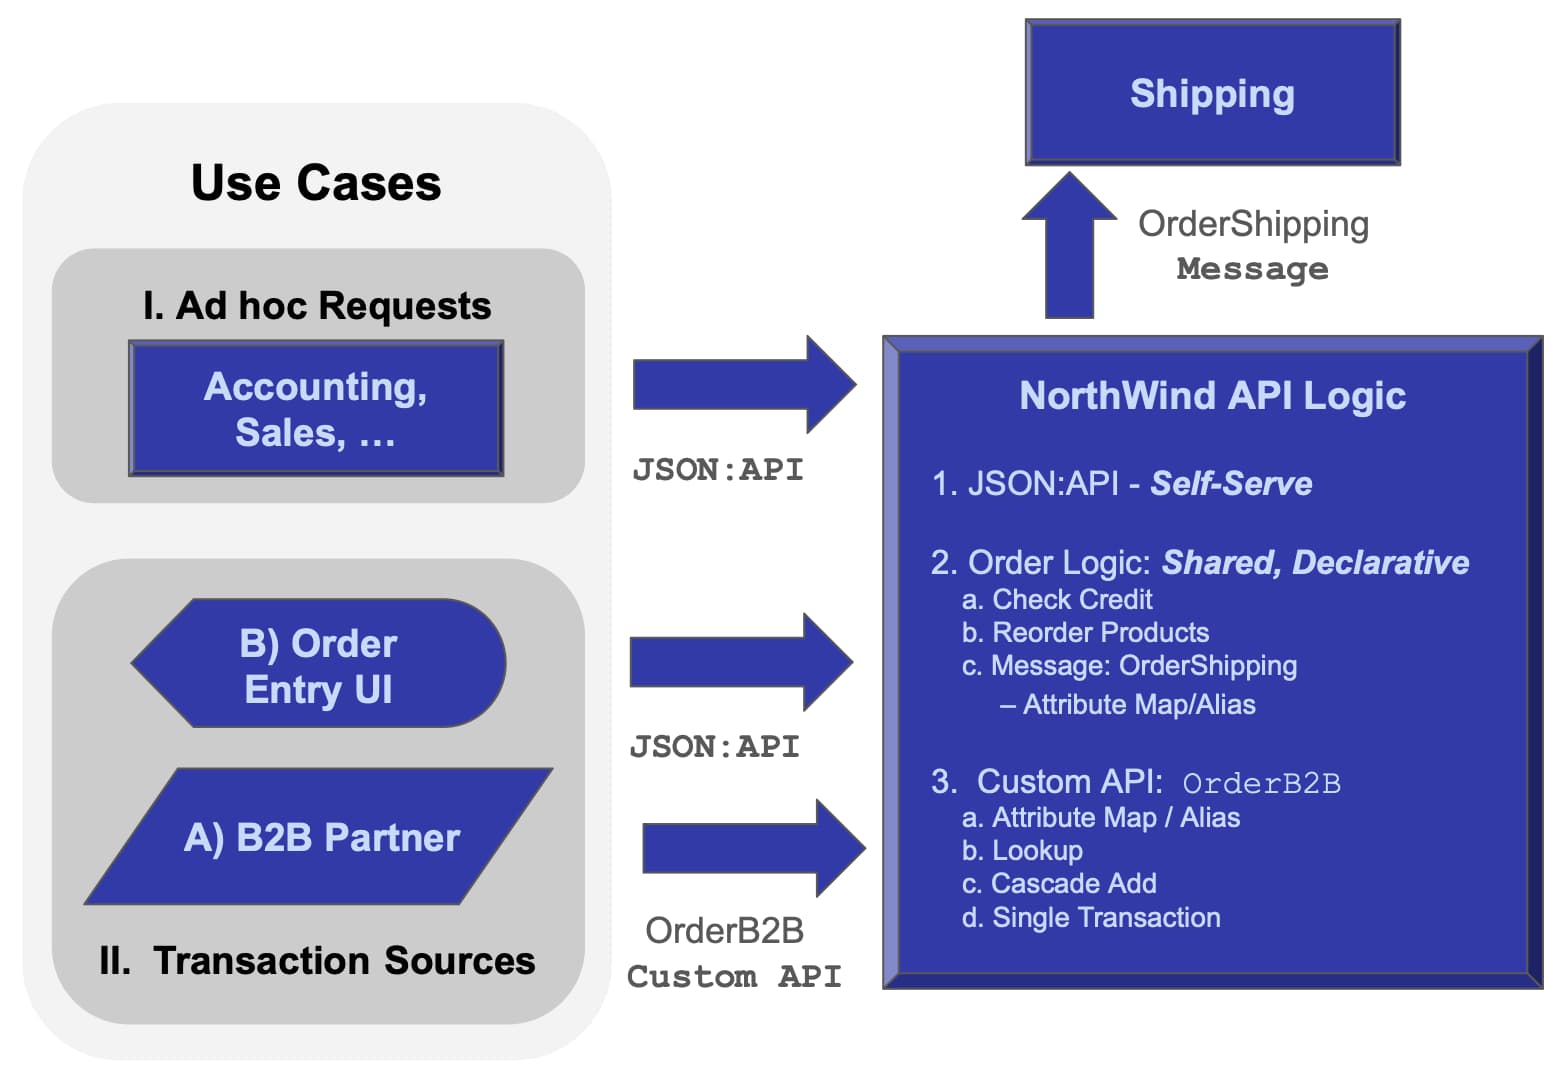 Use Cases
I. Ad hoc Requests
Accounting,
Sales, …
B) Order
Entry UI
A) B2B Partner
II. Transaction Sources
JSON:API
JSON:API
OrderB2B
Custom API
Shipping
OrderShipping
Message
NorthWind API Logic
1. JSON:API - Self-Serve
2. Order Logic: Shared, Declarative
a. Check Credit
b. Reorder Products
c. Message: OrderShipping
– Attribute Map/Alias
3. Custom API: OrderB2B
a. Attribute Map / Alias
b. Lookup
c. Cascade Add
d. Single Transaction